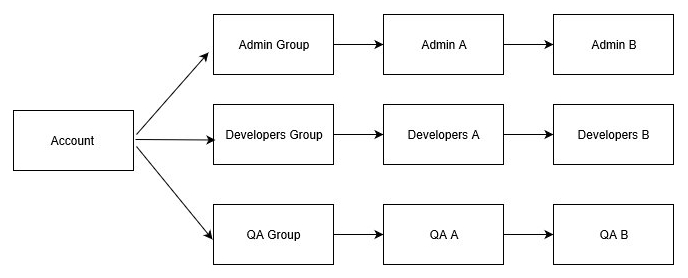 Admin Group
Admin A
Admin B
Account
Developers Group
Developers A
Developers B
QA Group
QA A
QA B